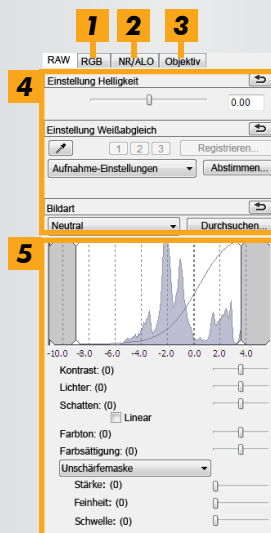 1 2 3
RAW RGB NR/ALO Objektiv
4
Einstellung Helligkeit
0.00
Einstellung Weißabgleich
1 2 3 Registrieren...
Aufnahme-Einstellungen Abstimmen...
Bildart
Neutral Durchsuchen...
5
-10.0 -8.0 -6.0 -4.0 -2.0 0.0 2.0 4.0
Kontrast: (0)
Lichter: (0)
Schatten: (0)
Linear
Farbton: (0)
Farbsättigung: (0)
Unschärfemaske
Stärke: (0)
Feinheit: (0)
Schwelle: (0)